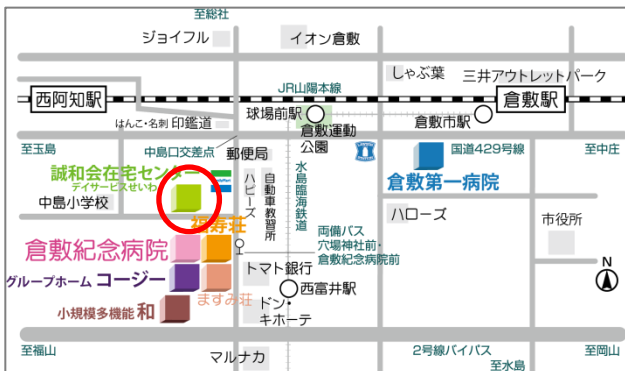 至総社
ジョイフル
イオン倉敷
しゃぶ葉
三井アウトレットパーク
JR山陽本線
西阿知駅
倉敷駅
はんこ・名刺 印鑑道
球場前駅
倉敷運動
公園
倉敷市駅
至玉島
中島口交差点
郵便局
国道429号線
至中庄
誠和会在宅センター
デイサービスせいわ
倉敷第一病院
中島小学校
ハピーズ
自動車教習所
水島臨海鉄道
福寿荘
両備バス
穴場神社前・
倉敷紀念病院前
ハローズ
市役所
倉敷紀念病院
N
グループホーム コージー
トマト銀行
西富井駅
ますみ荘
小規模多機能 和
ドン・
キホーテ
至福山
マルナカ
2号線バイパス
至水島
至岡山